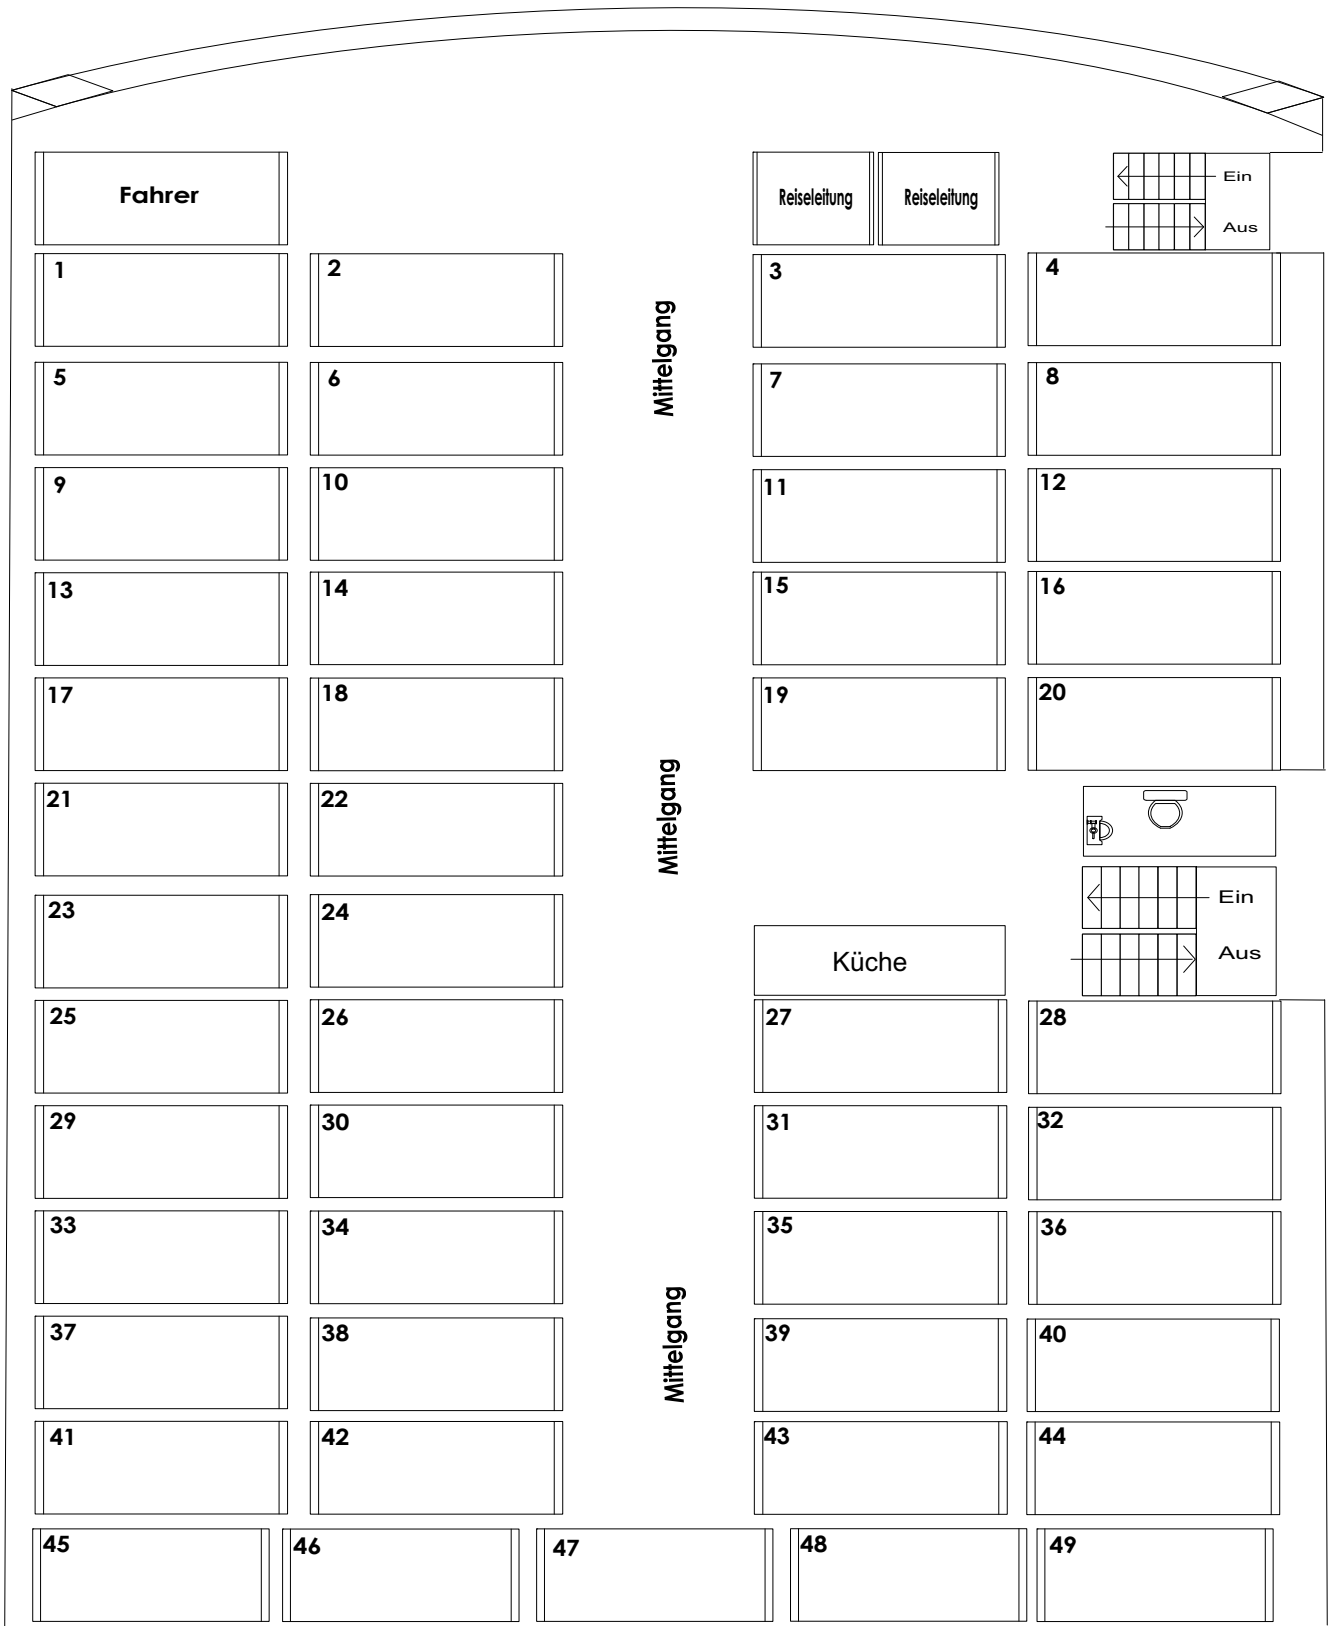 Fahrer
Reiseleitung Reiseleitung
Ein
Aus
1 2 3 4
Mittelgang
5 6 7 8
9 10 11 12
13 14 15 16
17 18 19 20
Mittelgang
21 22
23 24
Ein
Küche
Aus
25 26 27 28
29 30 31 32
33 34 35 36
Mittelgang
37 38 39 40
41 42 43 44
45 46 47 48 49